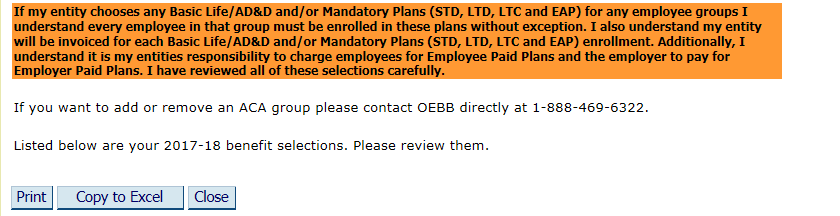 If my entity chooses any Basic Life/AD&D and/or Mandatory Plans (STD, LTD, LTC and EAP) for any employee groups I
understand every employee in that group must be enrolled in these plans without exception. I also understand my entity
will be invoiced for each Basic Life/AD&D and/or Mandatory Plans (STD, LTD, LTC and EAP) enrollment. Additionally, I
understand it is my entities responsibility to charge employees for Employee Paid Plans and the employer to pay for
Employer Paid Plans. I have reviewed all of these selections carefully.
If you want to add or remove an ACA group please contact OEBB directly at 1-888-469-6322.
Listed below are your 2017-18 benefit selections. Please review them.
Print Copy to Excel Close